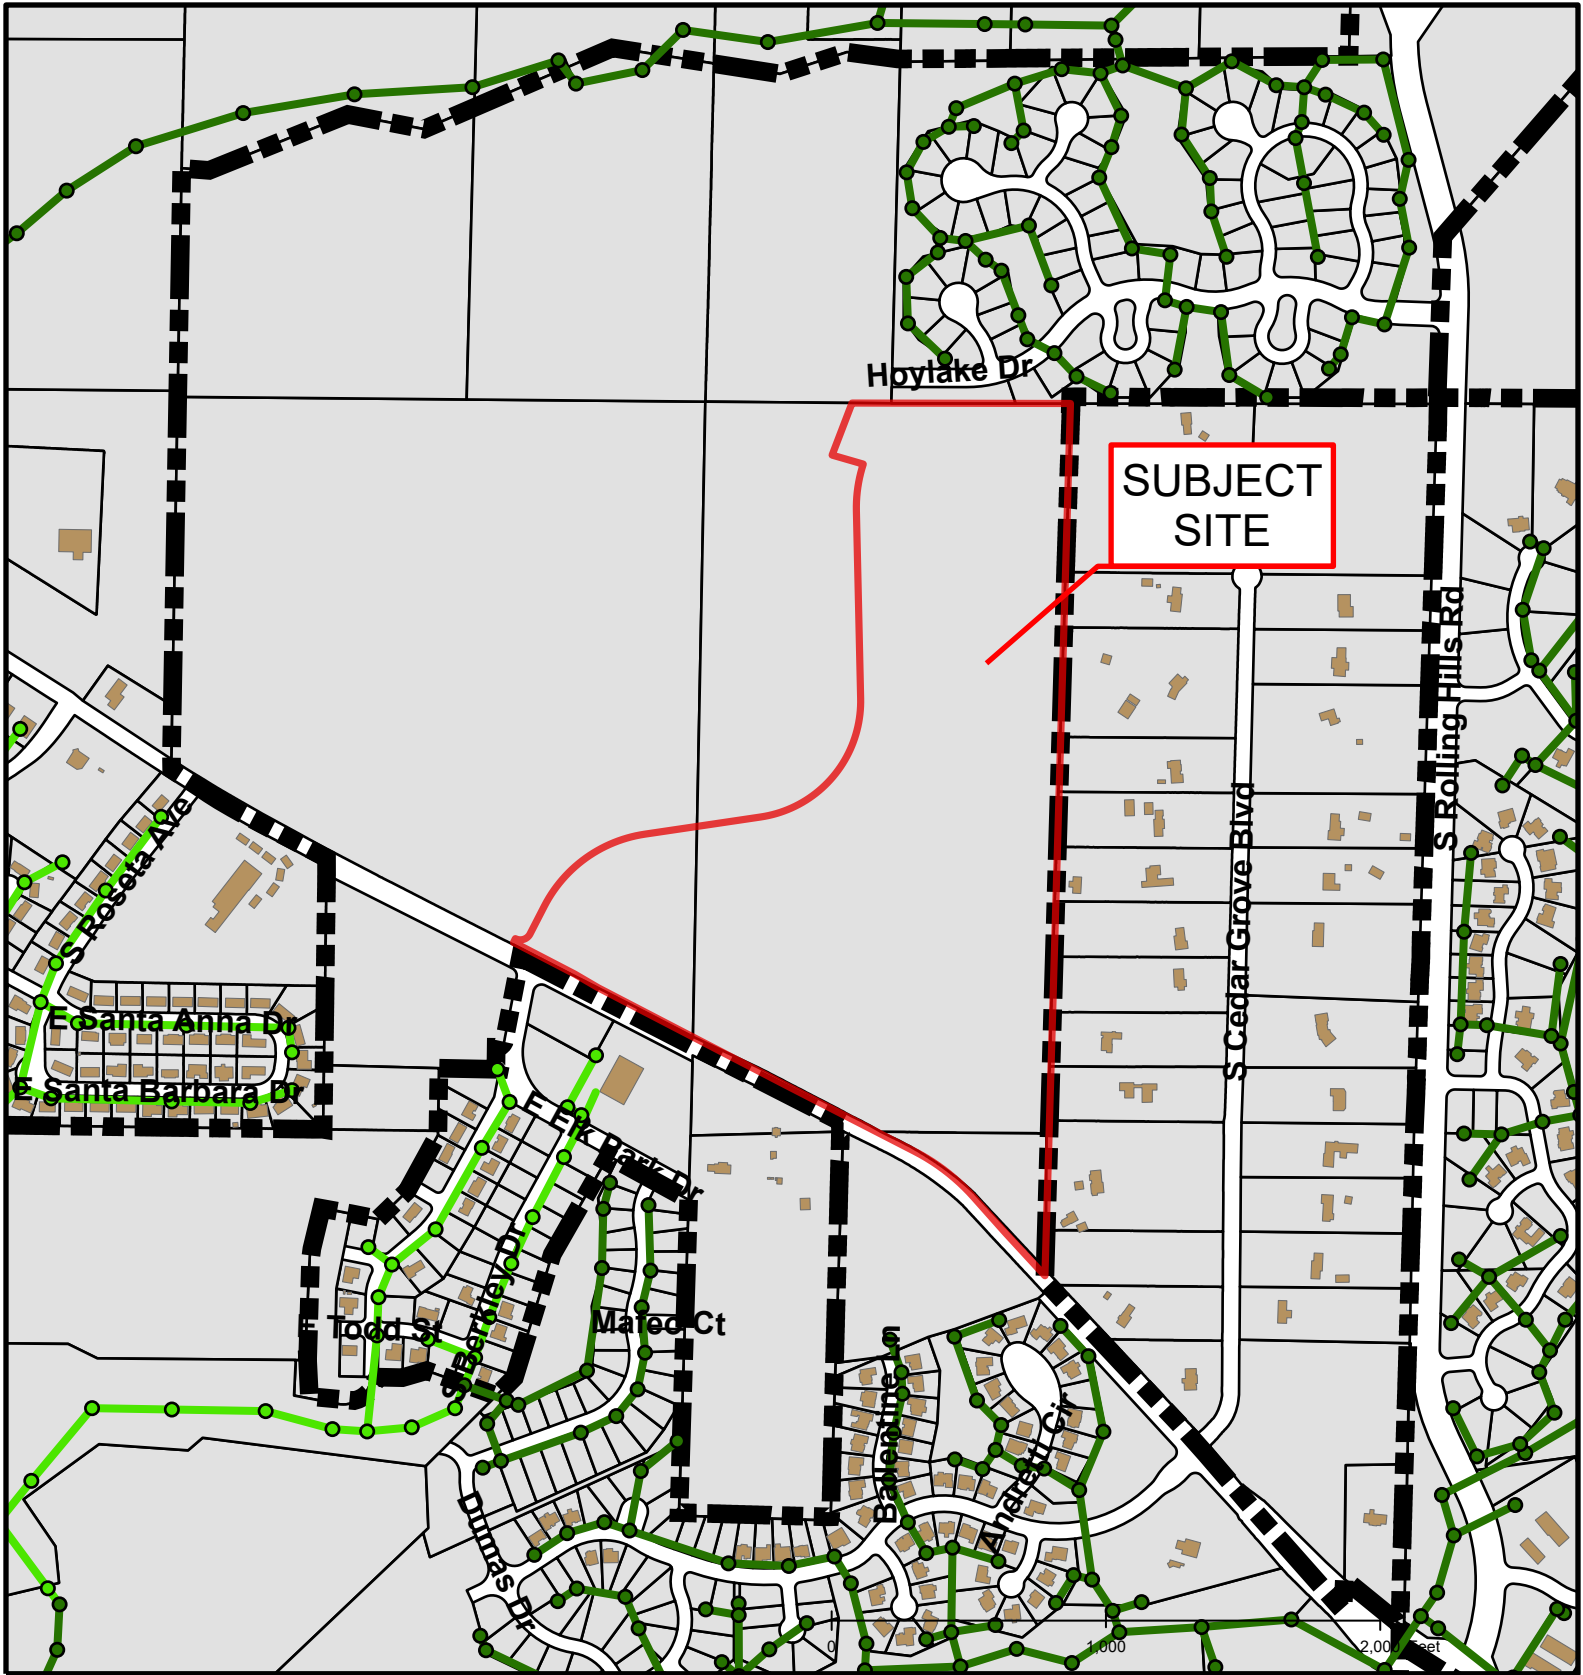 Hoylake Dr
SUBJECT
SITE
S Rolling Hills Rd
S Cedar Grove Blvd
S Roseta Ave
E Santa Anna Dr
E Santa Barbara Dr
E Elk Park Dr
S Berkley Dr
E Todd St
Mafeo Ct
Ballentine Ln
Andretti Cir
Dumas Dr
0
1,000
2,000 Feet